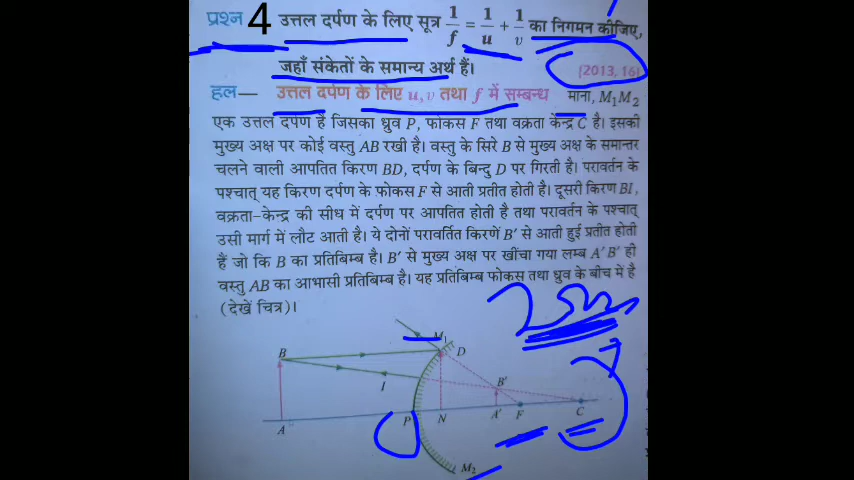 प्रश्न 4 उत्तल दर्पण के लिए सूत्र 1/f = 1/u + 1/v का निगमन कीजिए,
जहाँ संकेतों के सामान्य अर्थ हैं। [2013, 16]
हल— उत्तल दर्पण के लिए u, v तथा f में सम्बन्ध माना, M₁M₂
एक उत्तल दर्पण है जिसका ध्रुव P, फोकस F तथा वक्रता केन्द्र C है। इसकी
मुख्य अक्ष पर कोई वस्तु AB रखी है। वस्तु के सिरे B से मुख्य अक्ष के समान्तर
चलने वाली आपतित किरण BD, दर्पण के बिन्दु D पर गिरती है। परावर्तन के
पश्चात् यह किरण दर्पण के फोकस F से आती प्रतीत होती है। दूसरी किरण BI,
वक्रता-केन्द्र की सीध में दर्पण पर आपतित होती है तथा परावर्तन के पश्चात्
उसी मार्ग में लौट आती है। ये दोनों परावर्तित किरणें B′ से आती हुई प्रतीत होती
हैं जो कि B का प्रतिबिम्ब है। B′ से मुख्य अक्ष पर खींचा गया लम्ब A′B′ ही
वस्तु AB का आभासी प्रतिबिम्ब है। यह प्रतिबिम्ब फोकस तथा ध्रुव के बीच में है
(देखें चित्र)।
M₁ D
B
I B′
A P N A′ F C
M₂